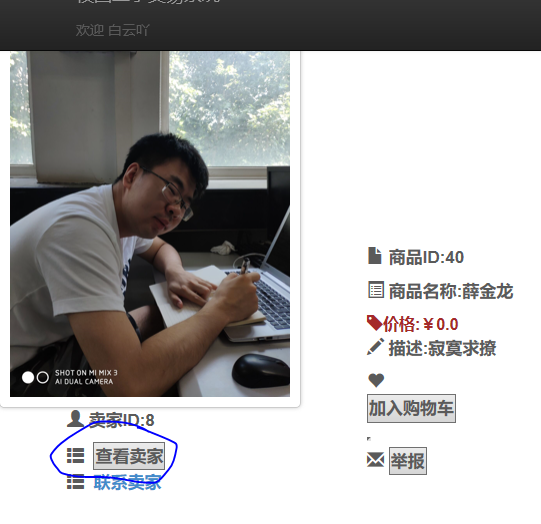 欢迎 白云吖
SHOT ON MI MIX 3
AI DUAL CAMERA
卖家ID:8
查看卖家
联系卖家
商品ID:40
商品名称:薛金龙
价格:￥0.0
描述:寂寞求撩
加入购物车
举报